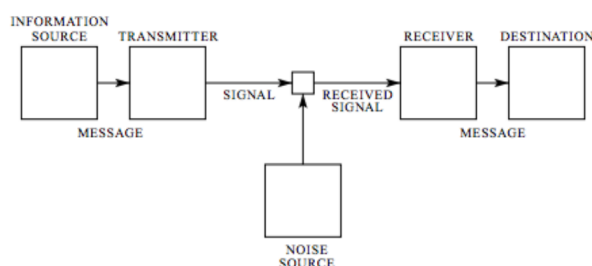 INFORMATION
SOURCE
TRANSMITTER
RECEIVER
DESTINATION
SIGNAL
RECEIVED
SIGNAL
MESSAGE
MESSAGE
NOISE
SOURCE